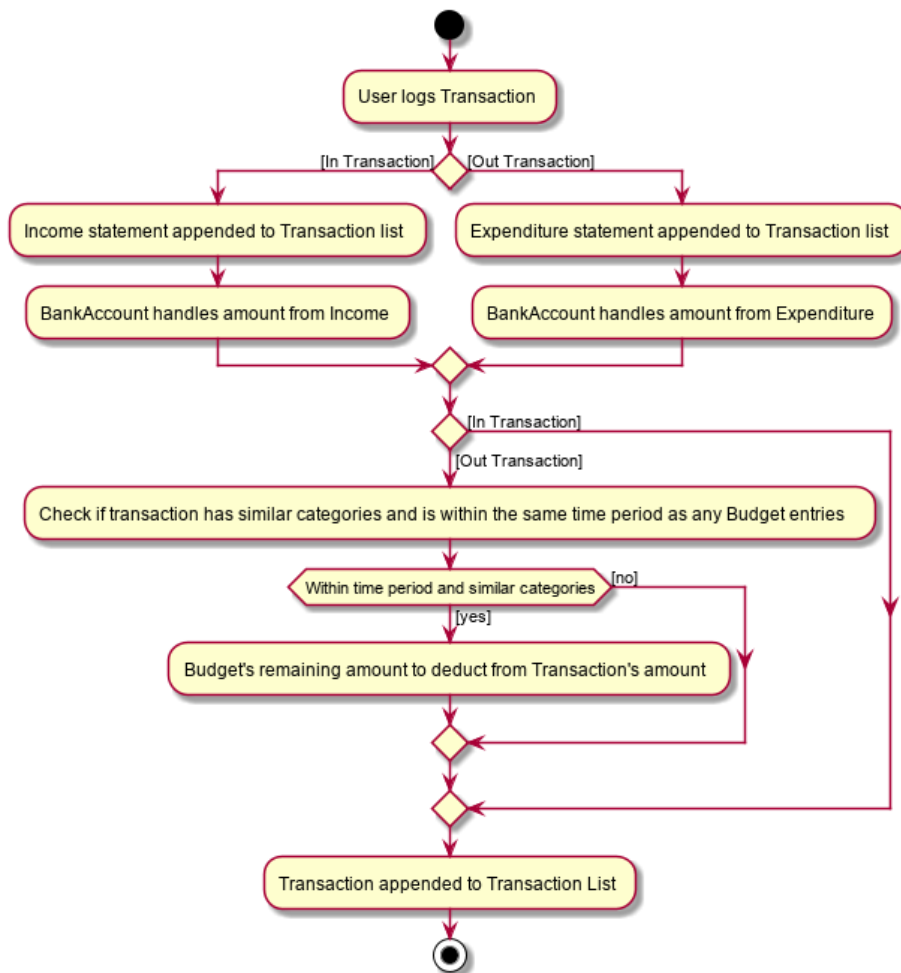 User logs Transaction
[In Transaction]
[Out Transaction]
Income statement appended to Transaction list
Expenditure statement appended to Transaction list
BankAccount handles amount from Income
BankAccount handles amount from Expenditure
[In Transaction]
[Out Transaction]
Check if transaction has similar categories and is within the same time period as any Budget entries
Within time period and similar categories
[no]
[yes]
Budget's remaining amount to deduct from Transaction's amount
Transaction appended to Transaction List